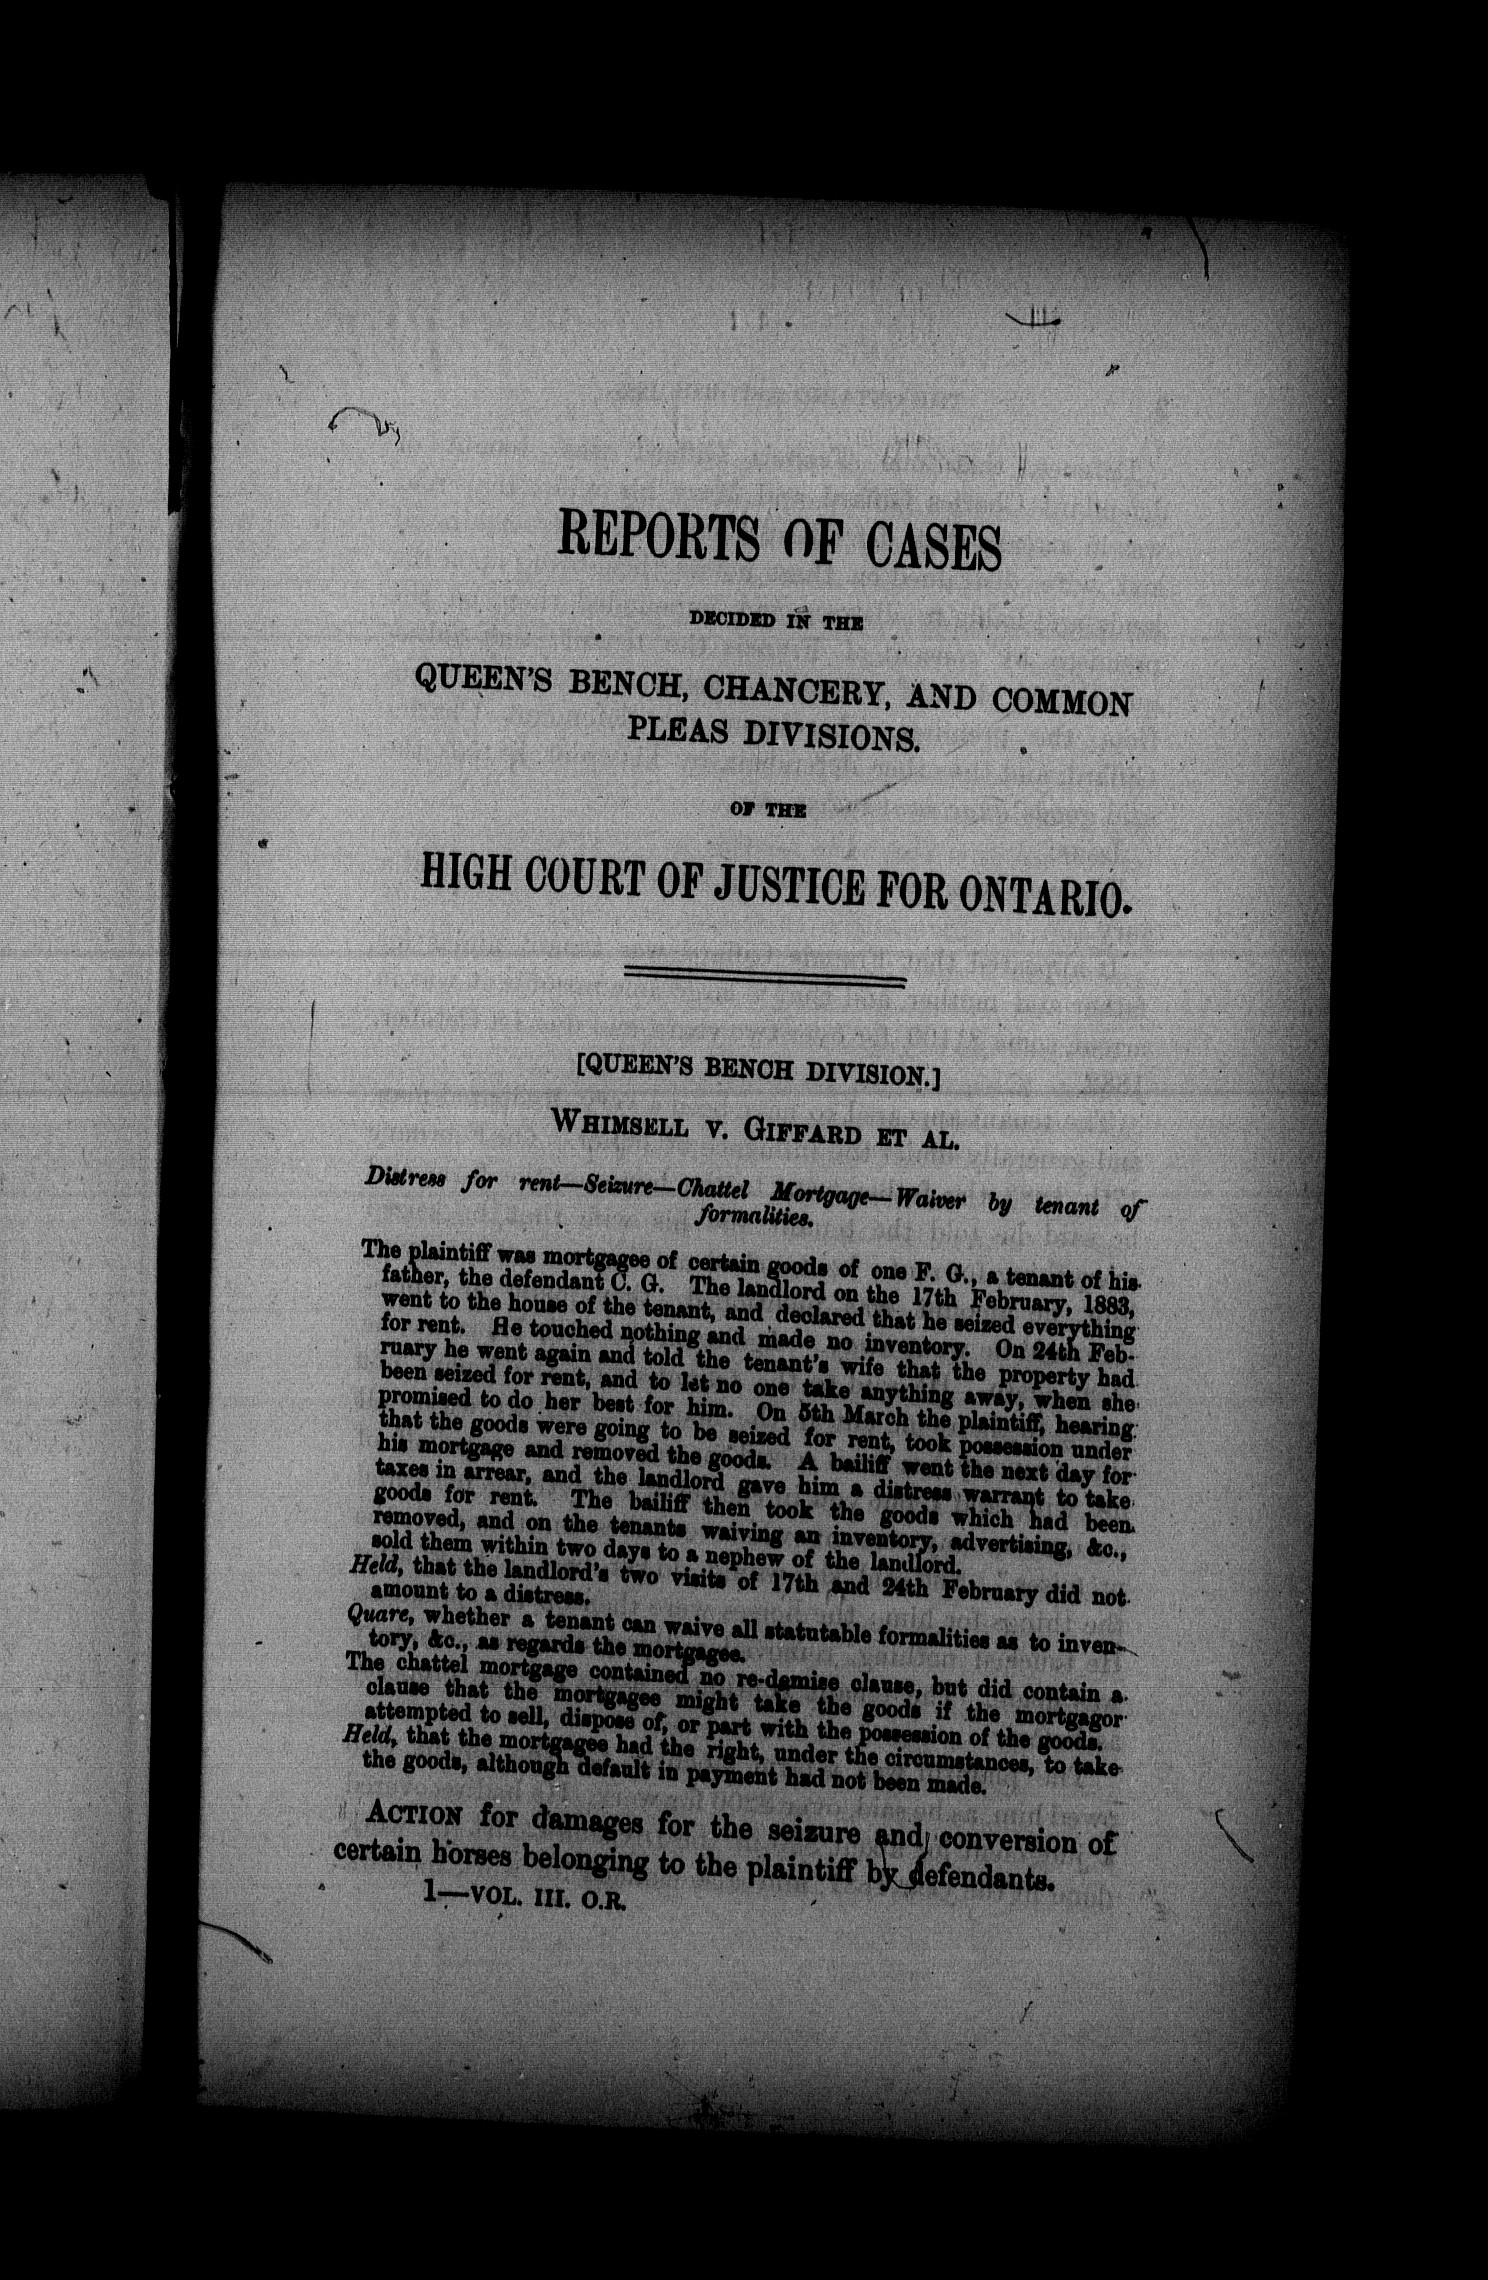 REPORTS OF CASES
DECIDED IN THE
QUEEN'S BENCH, CHANCERY, AND COMMON
PLEAS DIVISIONS.
OF THE
HIGH COURT OF JUSTICE FOR ONTARIO.
[QUEEN'S BENCH DIVISION.]
WHIMSELL V. GIFFARD ET AL.
Distress for rent—Seizure—Chattel Mortgage—Waiver by tenant of
formalities.
The plaintiff was mortgagee of certain goods of one F. G., a tenant of his
father, the defendant C. G. The landlord on the 17th February, 1883,
went to the house of the tenant, and declared that he seized everything
for rent. He touched nothing and made no inventory. On 24th Feb-
ruary he went again and told the tenant's wife that the property had
been seized for rent, and to let no one take anything away, when she
promised to do her best for him. On 5th March the plaintiff, hearing
that the goods were going to be seized for rent, took possession under
his mortgage and removed the goods. A bailiff went the next day for
taxes in arrear, and the landlord gave him a distress warrant to take
goods for rent. The bailiff then took the goods which had been
removed, and on the tenants waiving an inventory, advertising, &c.,
sold them within two days to a nephew of the landlord.
Held, that the landlord's two visits of 17th and 24th February did not
amount to a distress.
Quare, whether a tenant can waive all statutable formalities as to inven-
tory, &c., as regards the mortgagee.
The chattel mortgage contained no re-demise clause, but did contain a
clause that the mortgagee might take the goods if the mortgagor
attempted to sell, dispose of, or part with the possession of the goods.
Held, that the mortgagee had the right, under the circumstances, to take
the goods, although default in payment had not been made.
ACTION for damages for the seizure and conversion of
certain horses belonging to the plaintiff by defendants.
1—VOL. III. O.R.